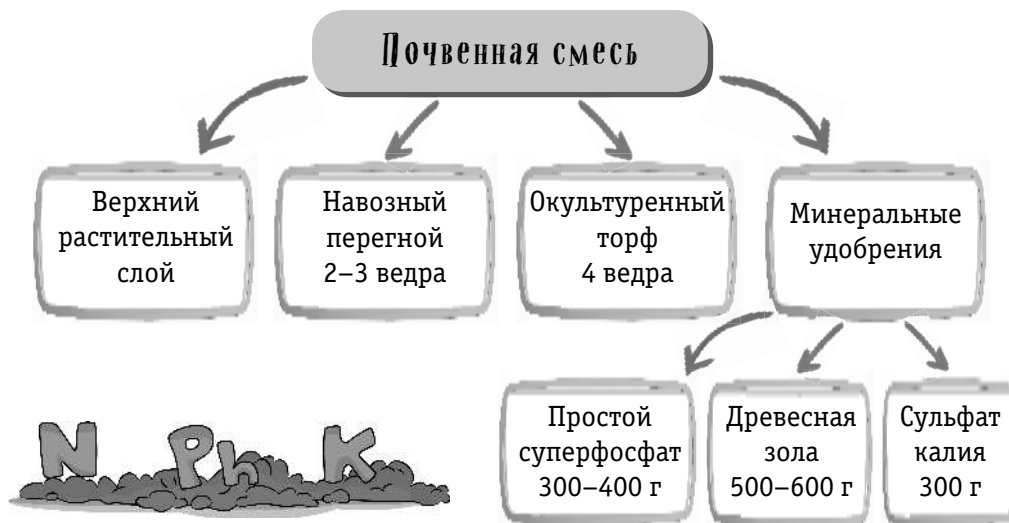 Почвенная смесь
Верхний
растительный
слой
Навозный
перегной
2–3 ведра
Окультуренный
торф
4 ведра
Минеральные
удобрения
Простой
суперфосфат
300–400 г
Древесная
зола
500–600 г
Сульфат
калия
300 г
N Ph K